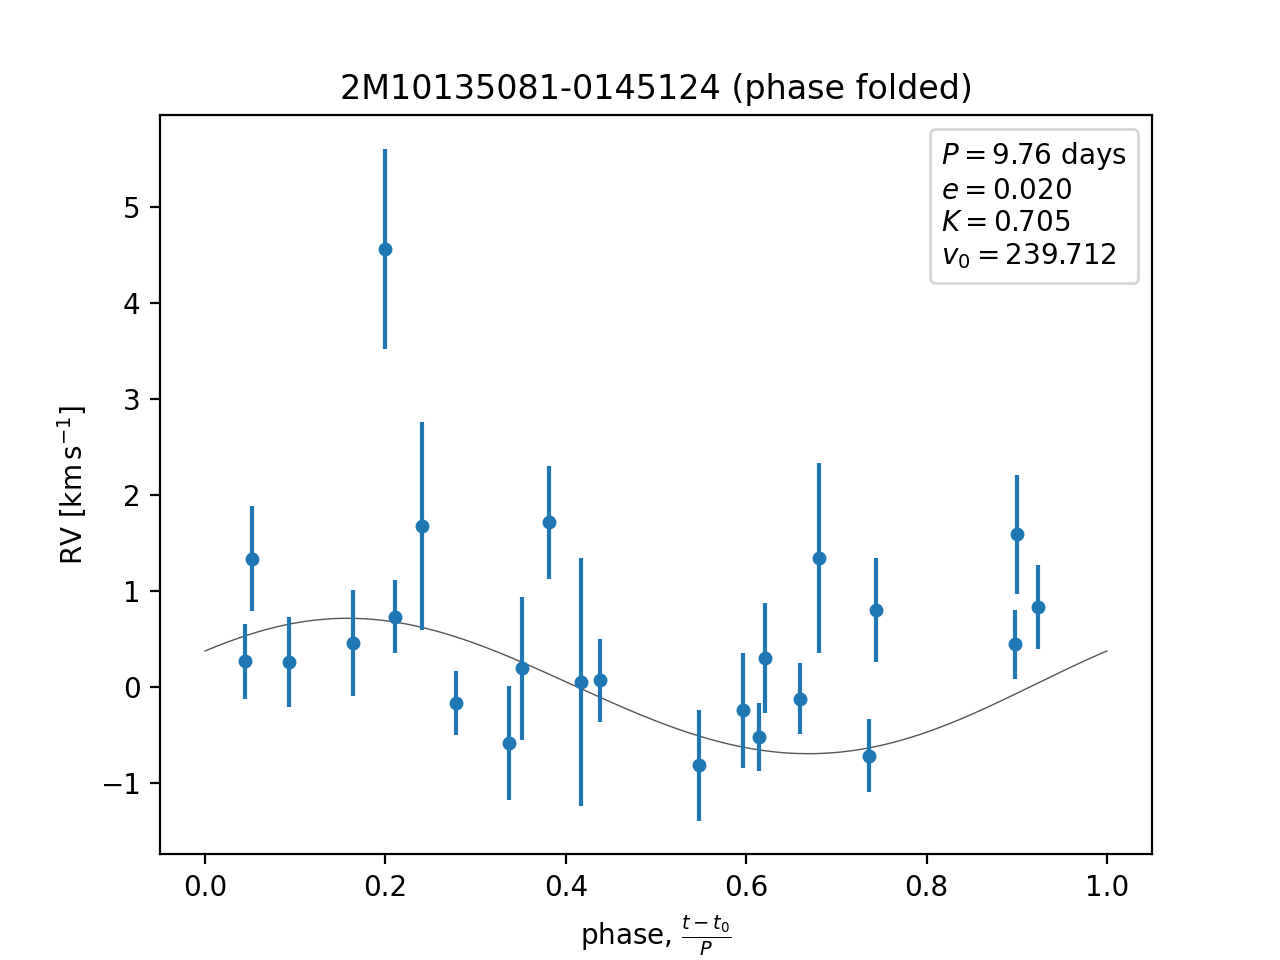 2M10135081-0145124 (phase folded)
P = 9.76 days
e = 0.020
K = 0.705
v₀ = 239.712
RV [km s⁻¹]
5
4
3
2
1
0
−1
0.0 0.2 0.4 0.6 0.8 1.0
phase, (t − t₀)/P